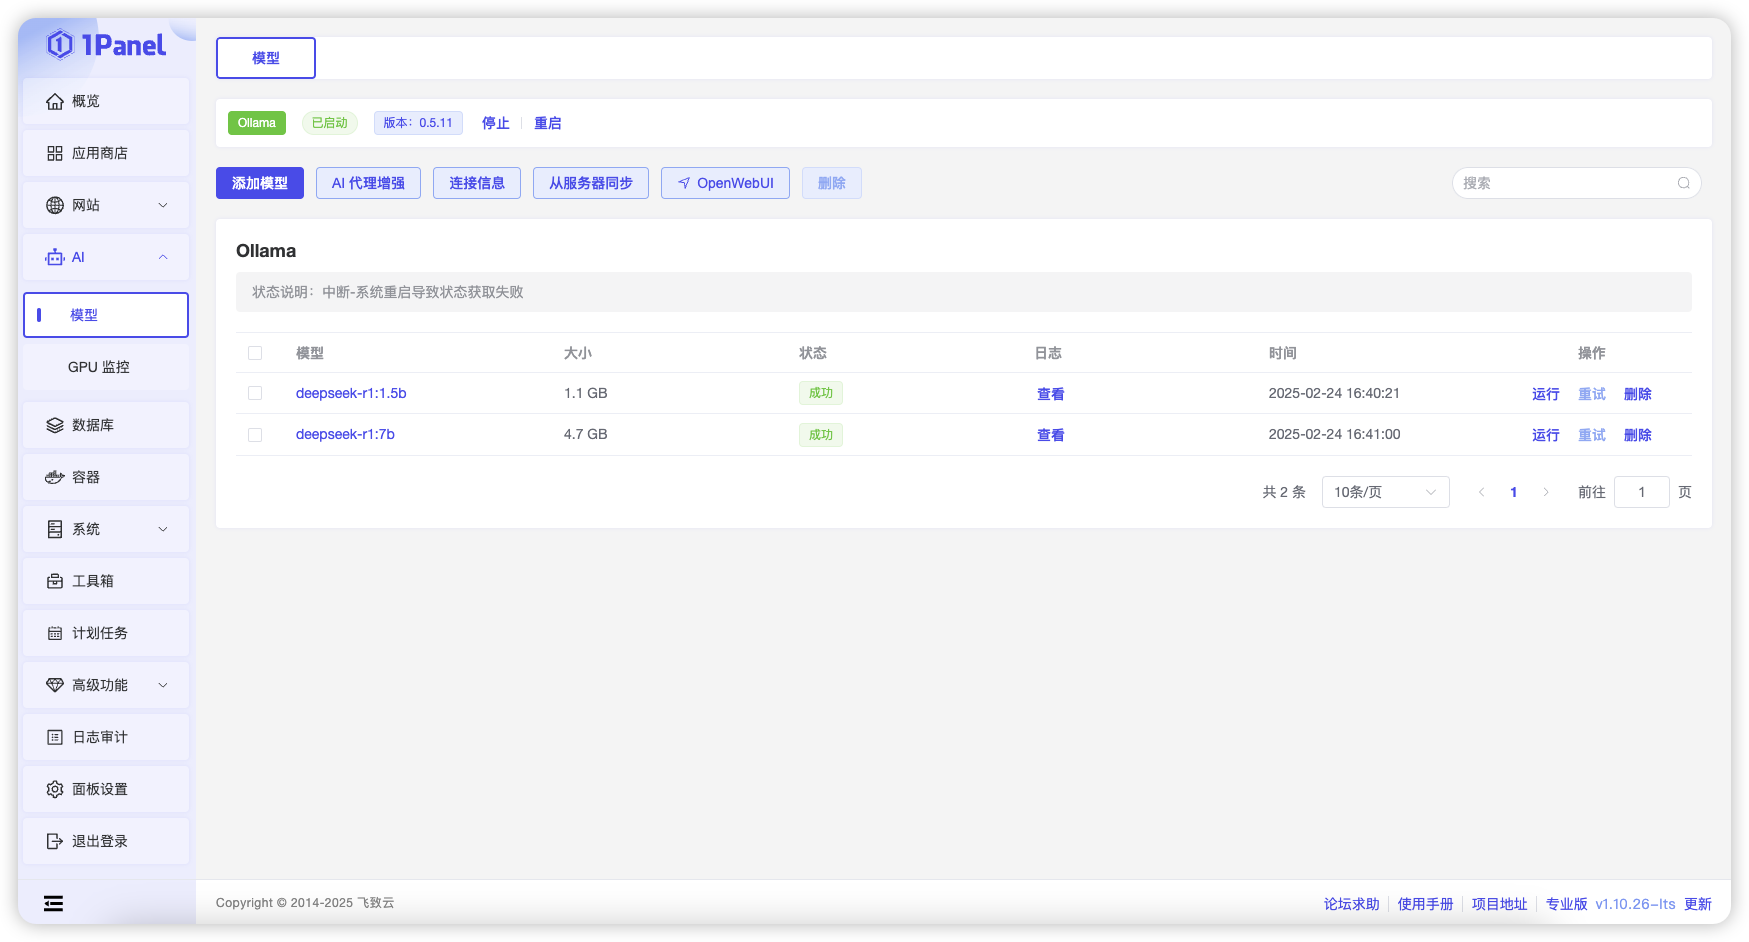 1Panel
概览
应用商店
网站
AI
模型
GPU 监控
数据库
容器
系统
工具箱
计划任务
高级功能
日志审计
面板设置
退出登录
模型
Ollama 已启动 版本：0.5.11 停止 重启
添加模型 AI 代理增强 连接信息 从服务器同步 OpenWebUI 删除 搜索
Ollama
状态说明：中断-系统重启导致状态获取失败
模型 大小 状态 日志 时间 操作
deepseek-r1:1.5b 1.1 GB 成功 查看 2025-02-24 16:40:21 运行 重试 删除
deepseek-r1:7b 4.7 GB 成功 查看 2025-02-24 16:41:00 运行 重试 删除
共 2 条 10条/页 1 前往 1 页
Copyright © 2014-2025 飞致云 论坛求助 使用手册 项目地址 专业版 v1.10.26-lts 更新